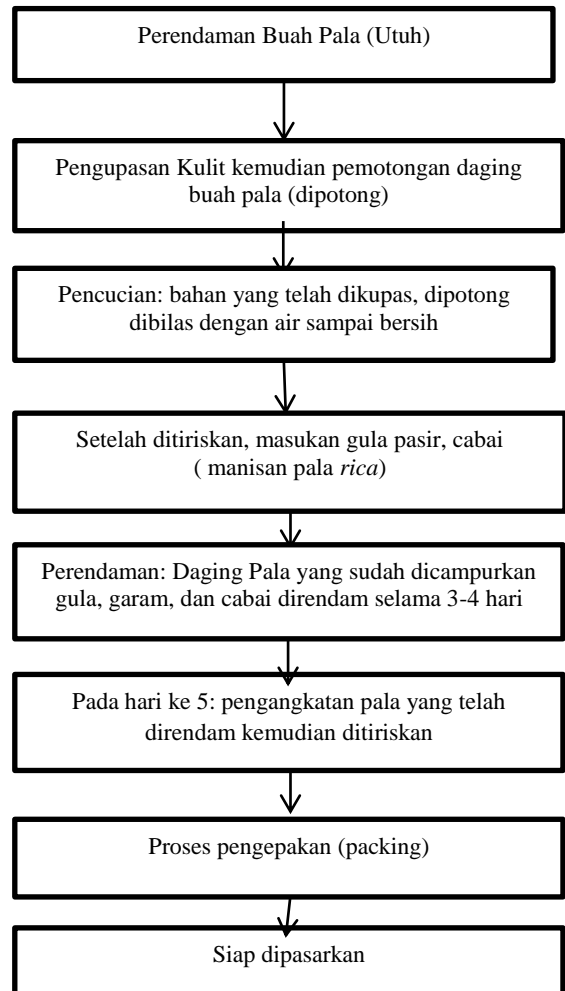 Perendaman Buah Pala (Utuh)
Pengupasan Kulit kemudian pemotongan daging
buah pala (dipotong)
Pencucian: bahan yang telah dikupas, dipotong
dibilas dengan air sampai bersih
Setelah ditiriskan, masukan gula pasir, cabai
( manisan pala rica)
Perendaman: Daging Pala yang sudah dicampurkan
gula, garam, dan cabai direndam selama 3-4 hari
Pada hari ke 5: pengangkatan pala yang telah
direndam kemudian ditiriskan
Proses pengepakan (packing)
Siap dipasarkan